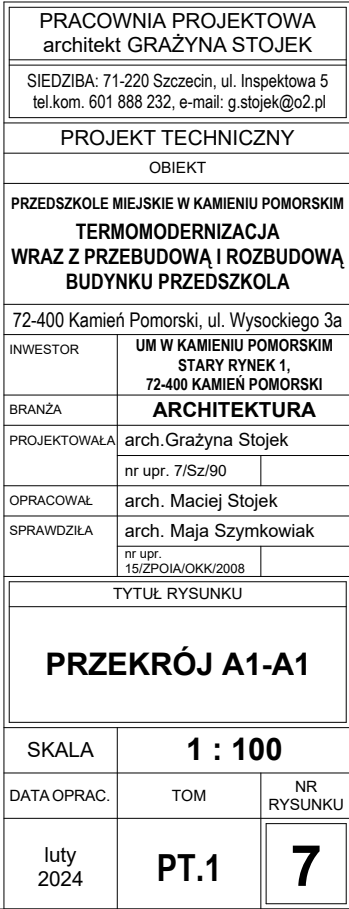 PRACOWNIA PROJEKTOWA
architekt GRAŻYNA STOJEK
SIEDZIBA: 71-220 Szczecin, ul. Inspektowa 5
tel.kom. 601 888 232, e-mail: g.stojek@o2.pl
PROJEKT TECHNICZNY
OBIEKT
PRZEDSZKOLE MIEJSKIE W KAMIENIU POMORSKIM
TERMOMODERNIZACJA
WRAZ Z PRZEBUDOWĄ I ROZBUDOWĄ
BUDYNKU PRZEDSZKOLA
72-400 Kamień Pomorski, ul. Wysockiego 3a
INWESTOR
UM W KAMIENIU POMORSKIM
STARY RYNEK 1,
72-400 KAMIEŃ POMORSKI
BRANŻA
ARCHITEKTURA
PROJEKTOWAŁA
arch.Grażyna Stojek
nr upr. 7/Sz/90
OPRACOWAŁ
arch. Maciej Stojek
SPRAWDZIŁA
arch. Maja Szymkowiak
nr upr.
15/ZPOIA/OKK/2008
TYTUŁ RYSUNKU
PRZEKRÓJ A1-A1
SKALA
1 : 100
DATA OPRAC.
TOM
NR
RYSUNKU
luty
2024
PT.1
7